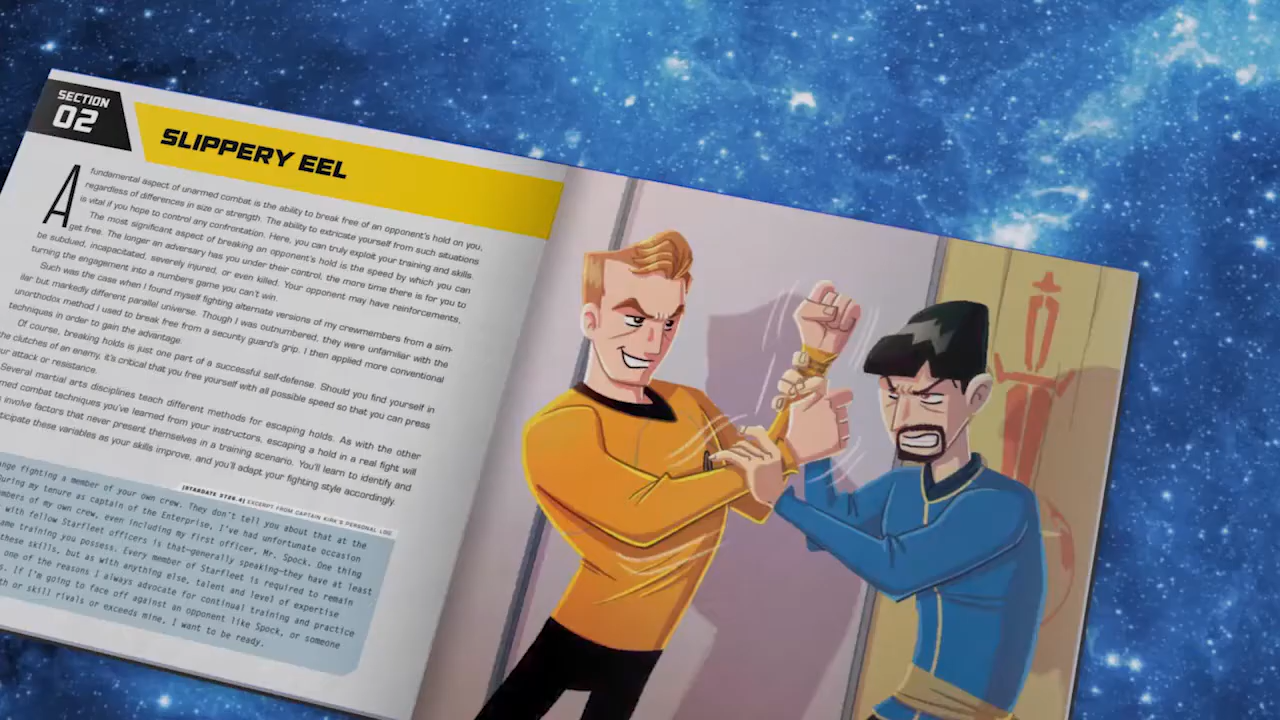 SECTION
02
SLIPPERY EEL
A fundamental aspect of unarmed combat is the ability to break free of an opponent's hold on you,
regardless of differences in size or strength. The ability to extricate yourself from such situations
is vital if you hope to control any confrontation. Here, you can truly exploit your training and skills.
The most significant aspect of breaking an opponent's hold is the speed by which you can
get free. The longer an adversary has you under their control, the more time there is for you to
be subdued, incapacitated, severely injured, or even killed. Your opponent may have reinforcements,
turning the engagement into a numbers game you can't win.
Such was the case when I found myself fighting alternate versions of my crewmembers from a sim-
ilar but markedly different parallel universe. Though I was outnumbered, they were unfamiliar with the
unorthodox method I used to break free from a security guard's grip. I then applied more conventional
techniques in order to gain the advantage.
Of course, breaking holds is just one part of a successful self-defense. Should you find yourself in
the clutches of an enemy, it's critical that you free yourself with all possible speed so that you can press
ur attack or resistance.
Several martial arts disciplines teach different methods for escaping holds. As with the other
med combat techniques you've learned from your instructors, escaping a hold in a real fight will
involve factors that never present themselves in a training scenario. You'll learn to identify and
ticipate these variables as your skills improve, and you'll adapt your fighting style accordingly.
[STARDATE 3726.4] EXCERPT FROM CAPTAIN KIRK'S PERSONAL LOG
nge fighting a member of your own crew. They don't tell you about that at the
During my tenure as captain of the Enterprise, I've had unfortunate occasion
mbers of my own crew, even including my first officer, Mr. Spock. One thing
with fellow Starfleet officers is that—generally speaking—they have at least
ame training you possess. Every member of Starfleet is required to remain
these skills, but as with anything else, talent and level of expertise
one of the reasons I always advocate for continual training and practice
s. If I'm going to face off against an opponent like Spock, or someone
th or skill rivals or exceeds mine, I want to be ready.